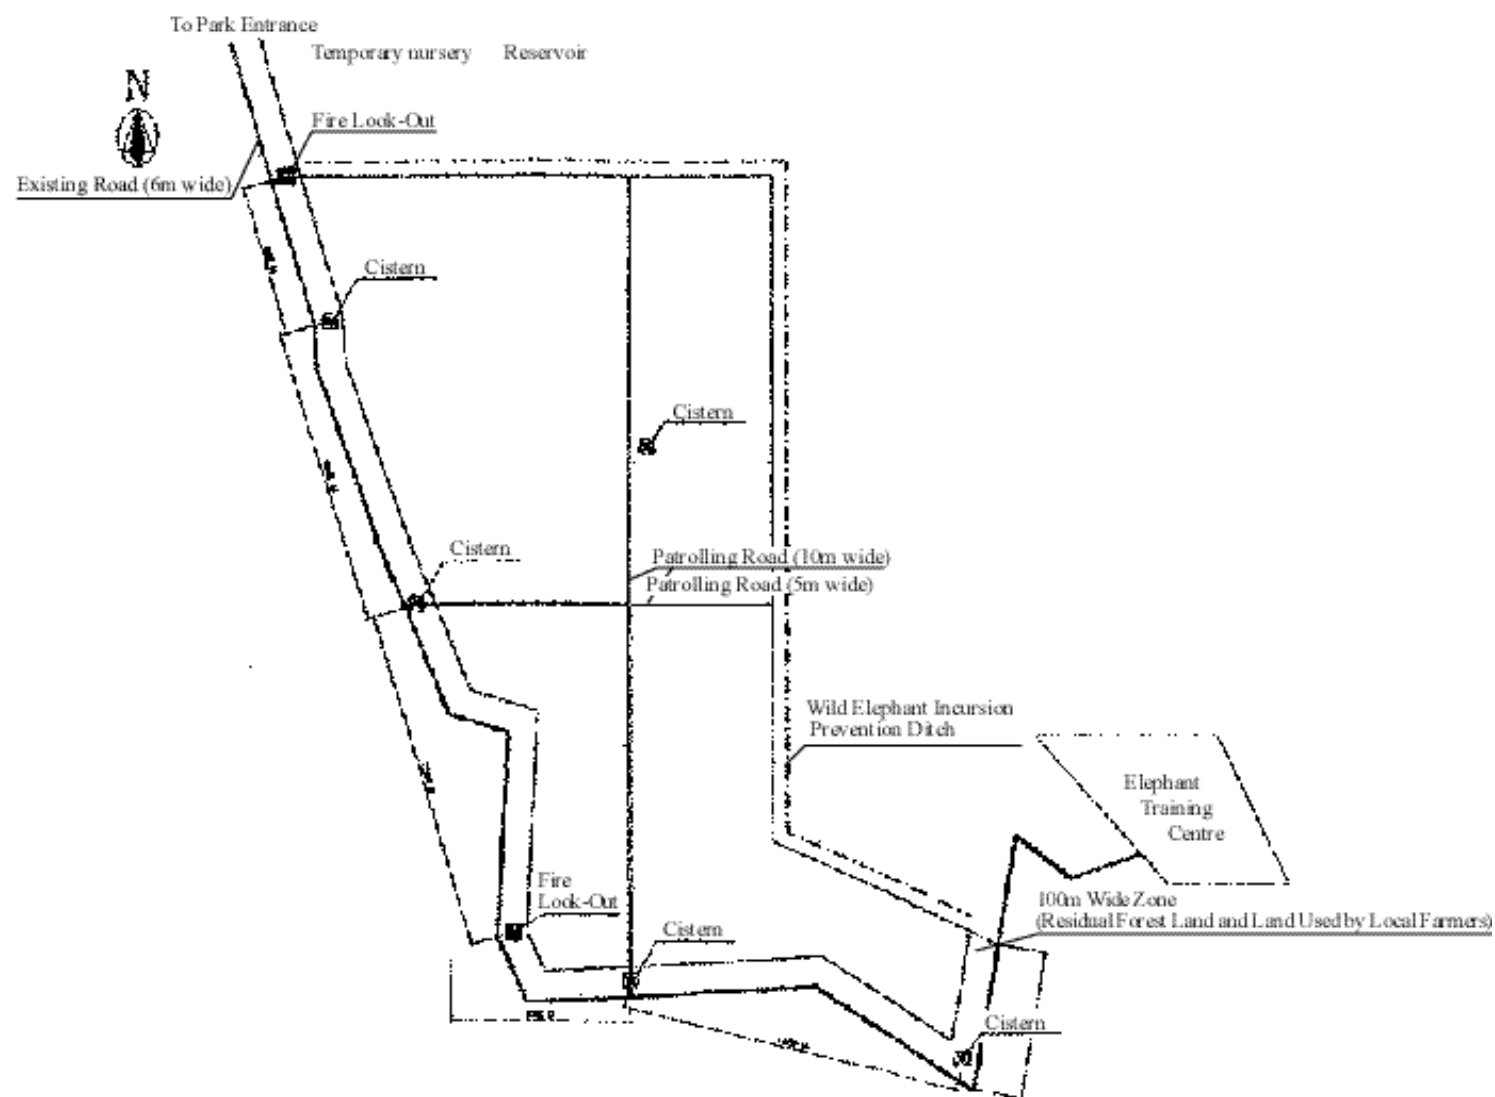 To Park Entrance
Temporary nursery
Reservoir
N
Fire Look-Out
Existing Road (6m wide)
Cistern
Cistern
Cistern
Patrolling Road (10m wide)
Patrolling Road (5m wide)
Wild Elephant Incursion
Prevention Ditch
Elephant
Training
Centre
Fire
Look-Out
100m Wide Zone
(Residual Forest Land and Land Used by Local Farmers)
Cistern
Cistern